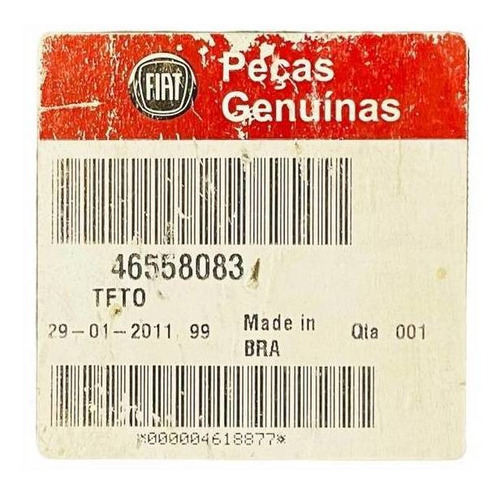 FIAT
Peças
Genuínas
46558083
TETO
29-01-2011 99 Made in BRA Qta 001
*000004618877*